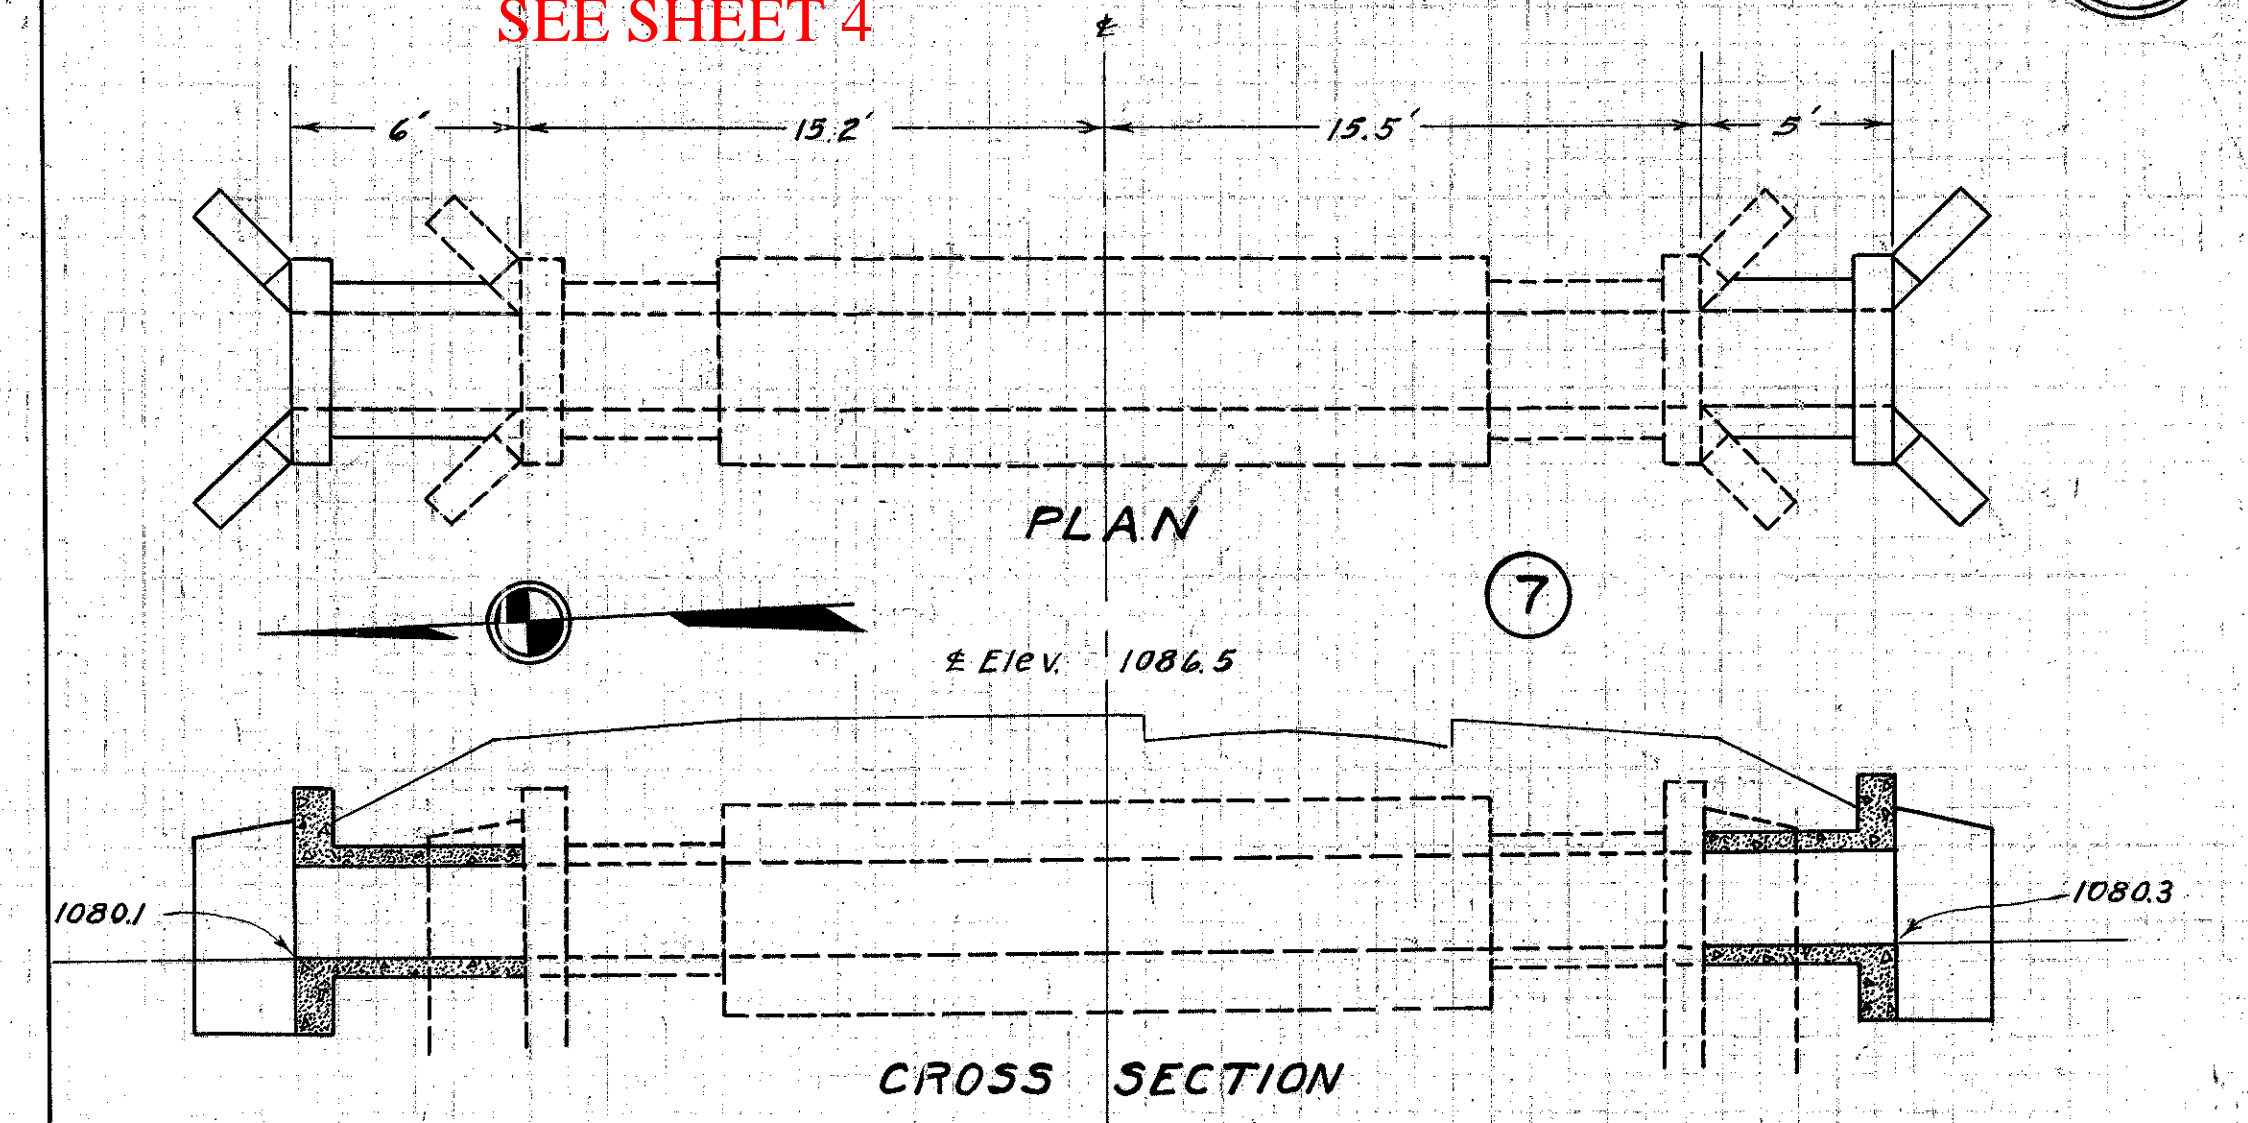 SEE SHEET 4
℄
6' 15.2' 15.5' 5'
PLAN
7
℄ Elev. 1086.5
1080.1
1080.3
CROSS SECTION